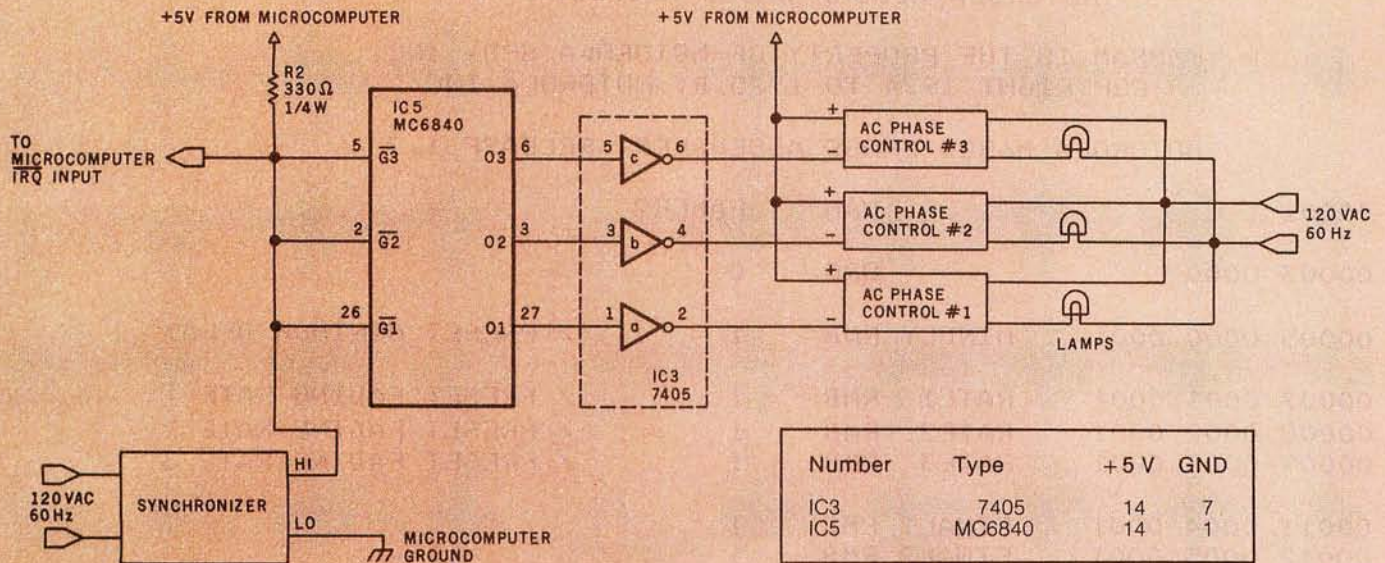 +5V FROM MICROCOMPUTER
+5V FROM MICROCOMPUTER
R2
330Ω
1/4W
IC5
MC6840
TO
MICROCOMPUTER
IRQ INPUT
5
G3
O3
6
5
c
6
+
-
AC PHASE
CONTROL #3
2
G2
O2
3
3
b
4
+
-
AC PHASE
CONTROL #2
120 VAC
60 Hz
26
G1
O1
27
1
a
2
+
-
AC PHASE
CONTROL #1
LAMPS
IC3
7405
120 VAC
60 Hz
SYNCHRONIZER
HI
LO
MICROCOMPUTER
GROUND
Number Type +5 V GND
IC3 7405 14 7
IC5 MC6840 14 1